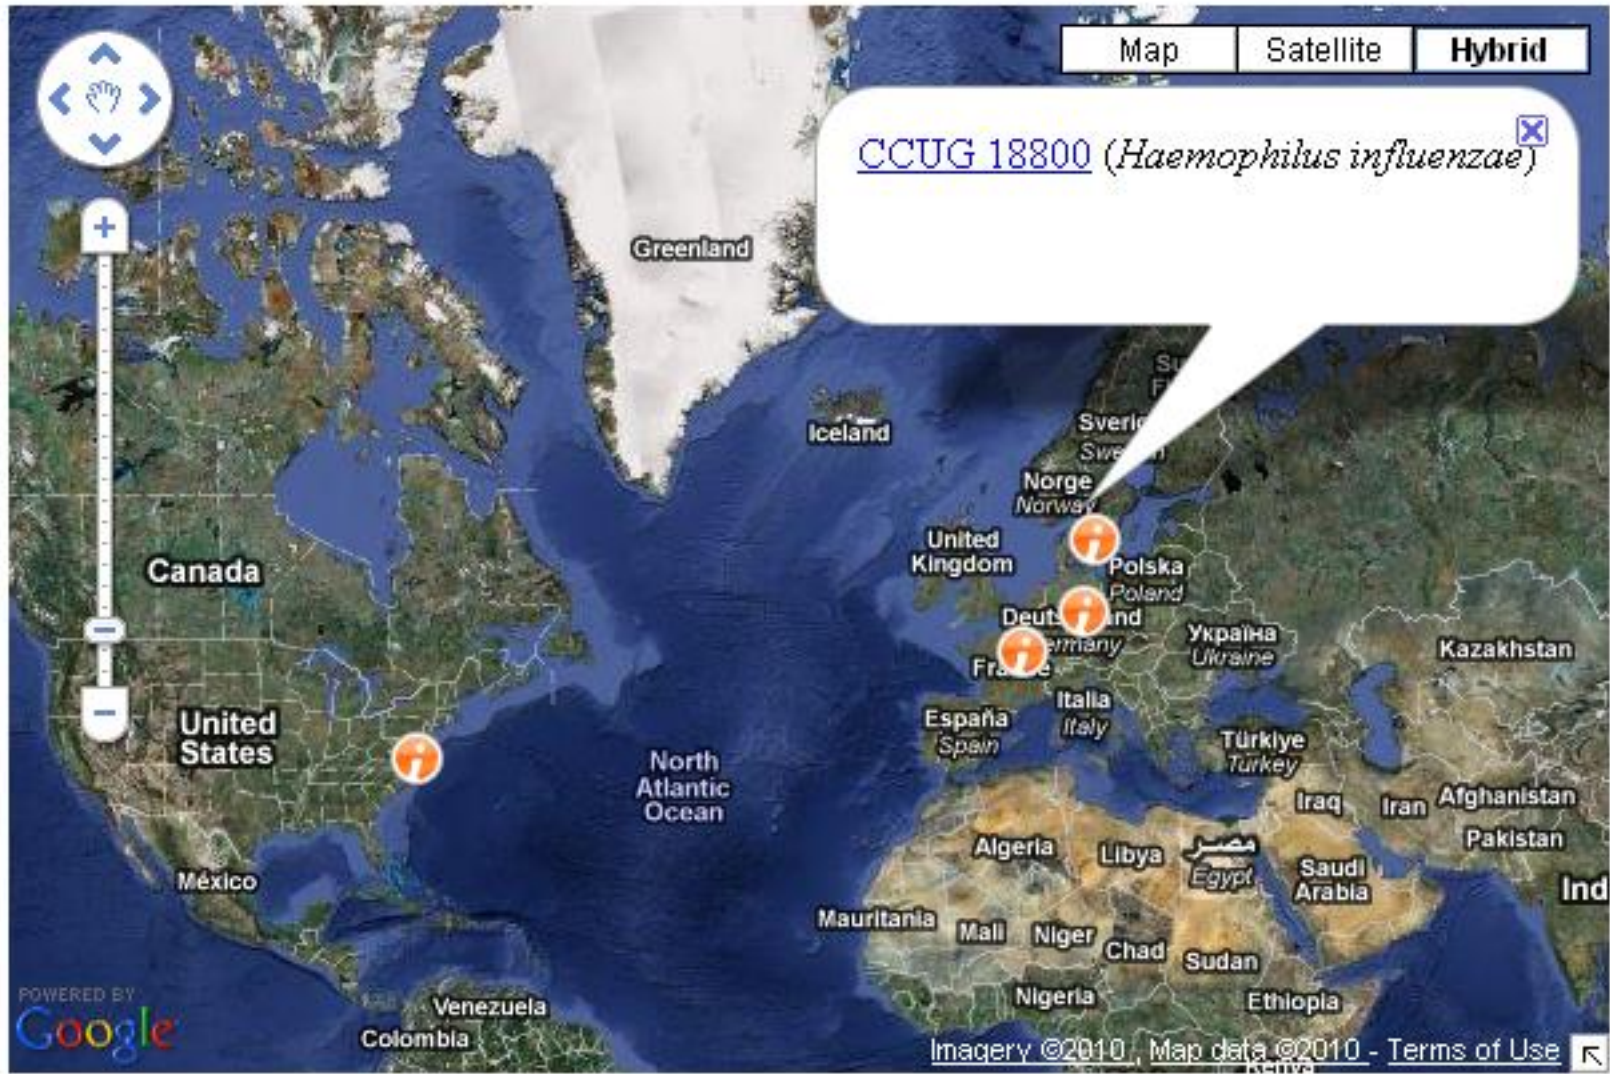 Map
Satellite
Hybrid
CCUG 18800 (Haemophilus influenzae)
Greenland
Iceland
Norge
Norway
United
Kingdom
Polska
Poland
Canada
Україна
Ukraine
Kazakhstan
Italia
Italy
España
Spain
United
States
Türkiye
Turkey
North
Atlantic
Ocean
Iraq
Iran
Afghanistan
Pakistan
Algeria
Libya
مصر
Egypt
Saudi
Arabia
México
Ind
Mauritania
Mali
Niger
Chad
Sudan
Nigeria
Ethiopia
Venezuela
Colombia
POWERED BY
Google
Imagery ©2010 , Map data ©2010 - Terms of Use
Kenya